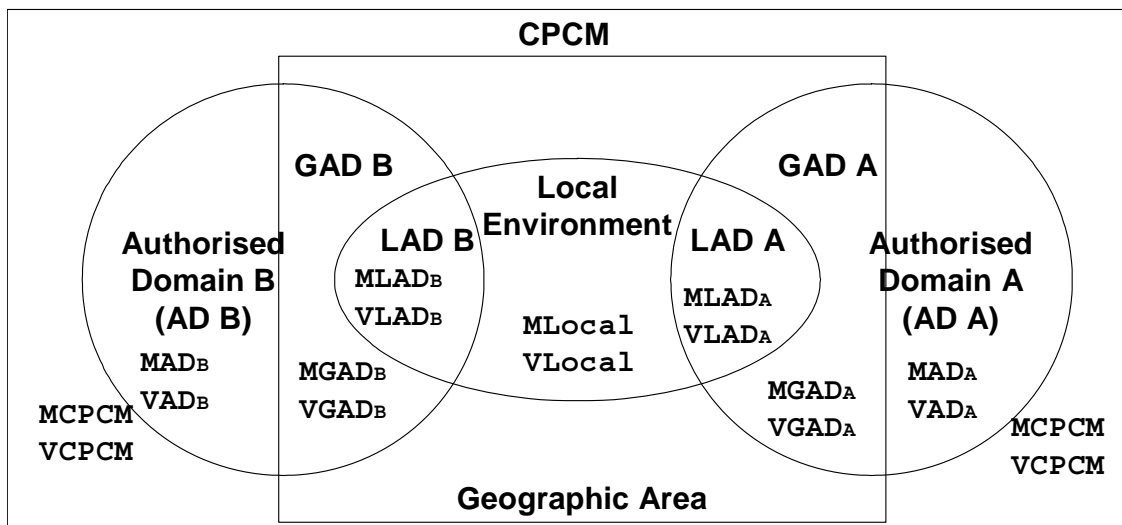 CPCM
GAD B
GAD A
Local
Environment
LAD B
LAD A
Authorised
Domain B
(AD B)
Authorised
Domain A
(AD A)
MLADB
VLADB
MLADA
VLADA
MLocal
VLocal
MADB
VADB
MGADB
VGADB
MGADA
VGADA
MADA
VADA
MCPCM
VCPCM
MCPCM
VCPCM
Geographic Area